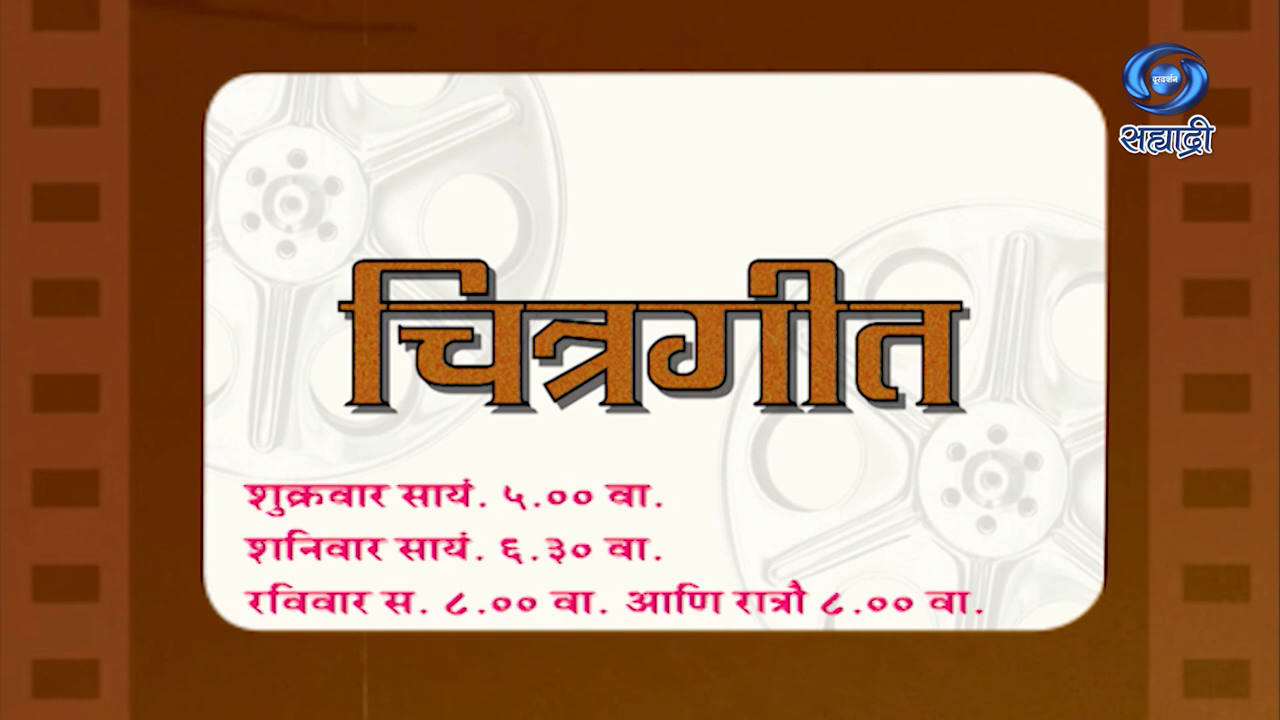 दूरदर्शन
सह्याद्री
चित्रगीत
शुक्रवार सायं. ५.०० वा.
शनिवार सायं. ६.३० वा.
रविवार स. ८.०० वा. आणि रात्रौ ८.०० वा.